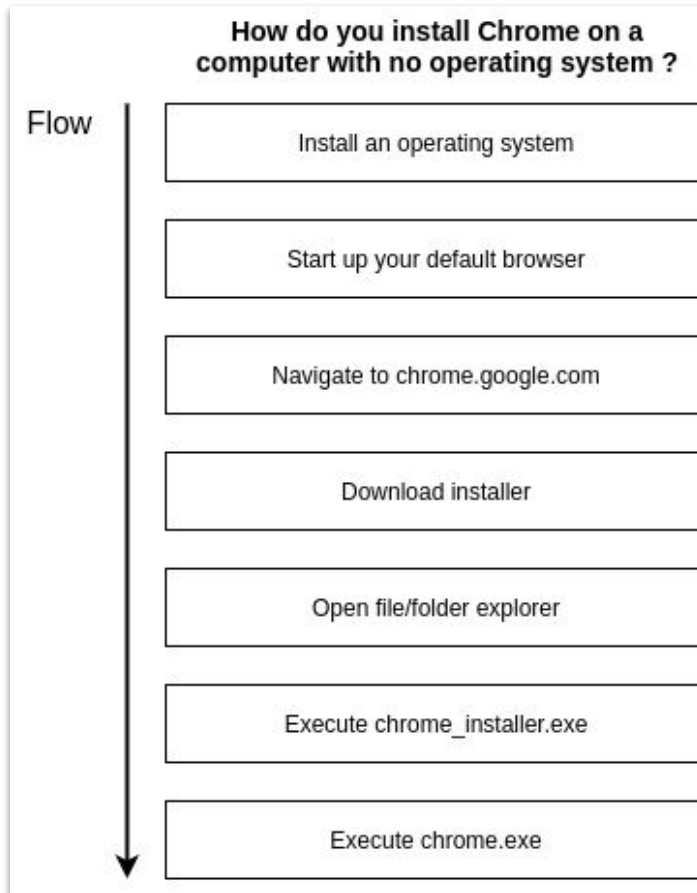 How do you install Chrome on a
computer with no operating system ?
Flow
Install an operating system
Start up your default browser
Navigate to chrome.google.com
Download installer
Open file/folder explorer
Execute chrome_installer.exe
Execute chrome.exe